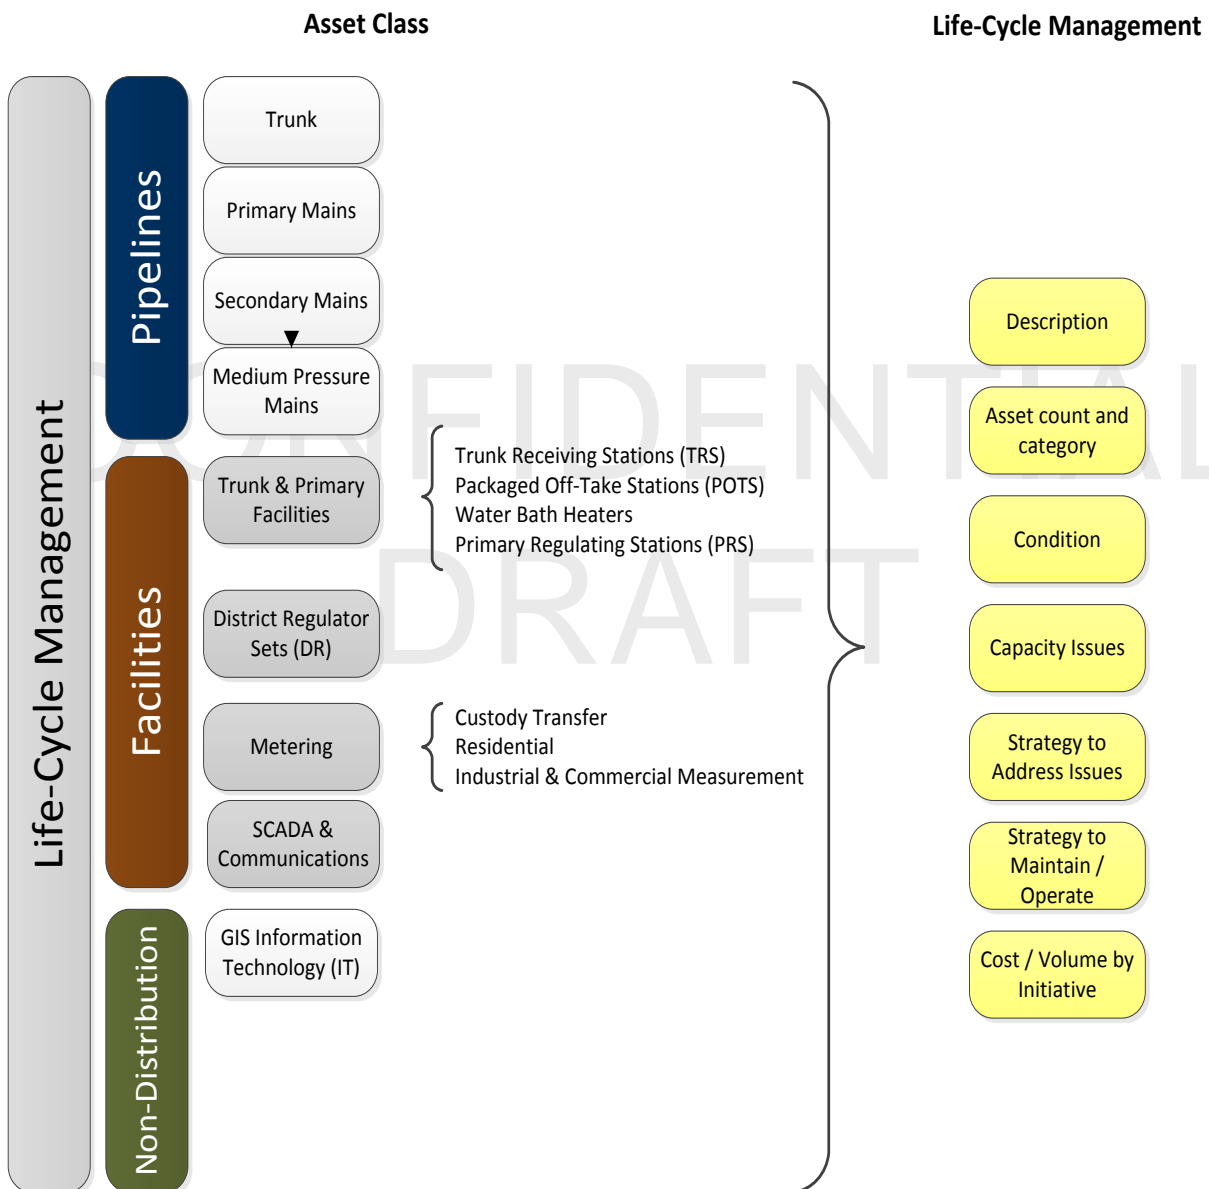 Asset Class
Life-Cycle Management
Life-Cycle Management
Pipelines
Trunk
Primary Mains
Secondary Mains
Medium Pressure
Mains
Facilities
Trunk & Primary
Facilities
Trunk Receiving Stations (TRS)
Packaged Off-Take Stations (POTS)
Water Bath Heaters
Primary Regulating Stations (PRS)
District Regulator
Sets (DR)
Metering
Custody Transfer
Residential
Industrial & Commercial Measurement
SCADA &
Communications
Non-Distribution
GIS Information
Technology (IT)
Description
Asset count and
category
Condition
Capacity Issues
Strategy to
Address Issues
Strategy to
Maintain /
Operate
Cost / Volume by
Initiative
CONFIDENTIAL
DRAFT